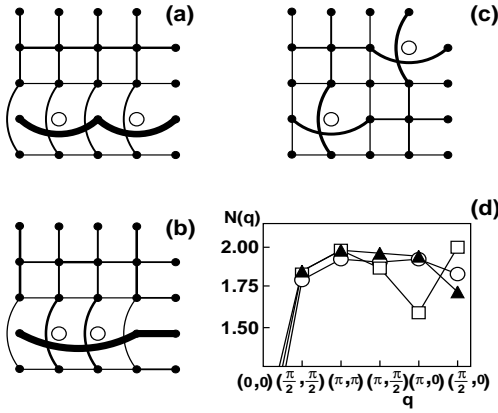 (a)
(c)
(b)
(d)
N(q)
2.00
1.75
1.50
(0,0) (π/2, π/2) (π, π) (π, π/2) (π, 0) (π/2, 0)
q